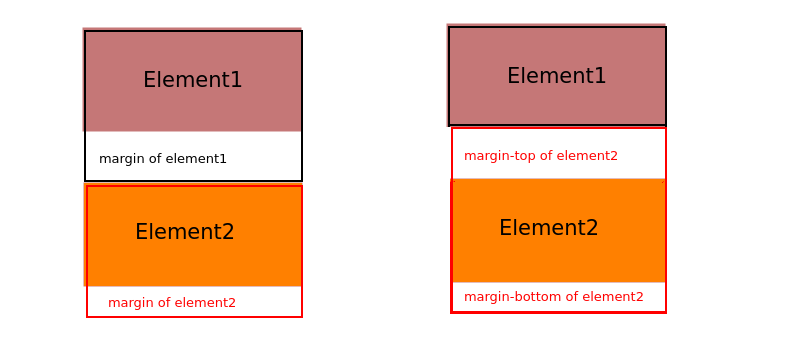 Element1
margin of element1
Element2
margin of element2
Element1
margin-top of element2
Element2
margin-bottom of element2